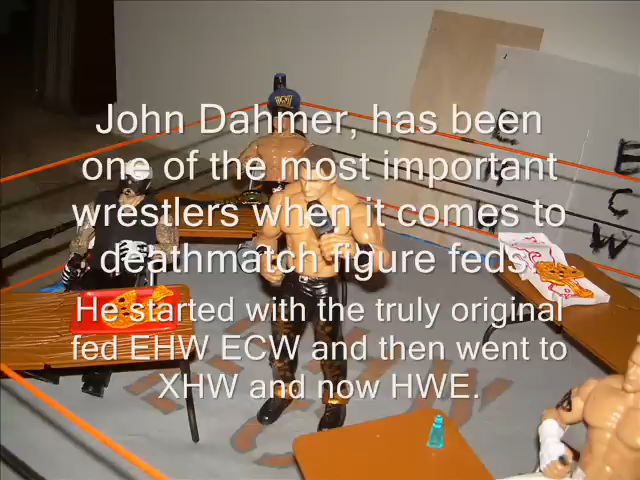 John Dahmer, has been
one of the most important
wrestlers when it comes to
deathmatch figure feds.
He started with the truly original
fed EHW ECW and then went to
XHW and now HWE.
E
C
W